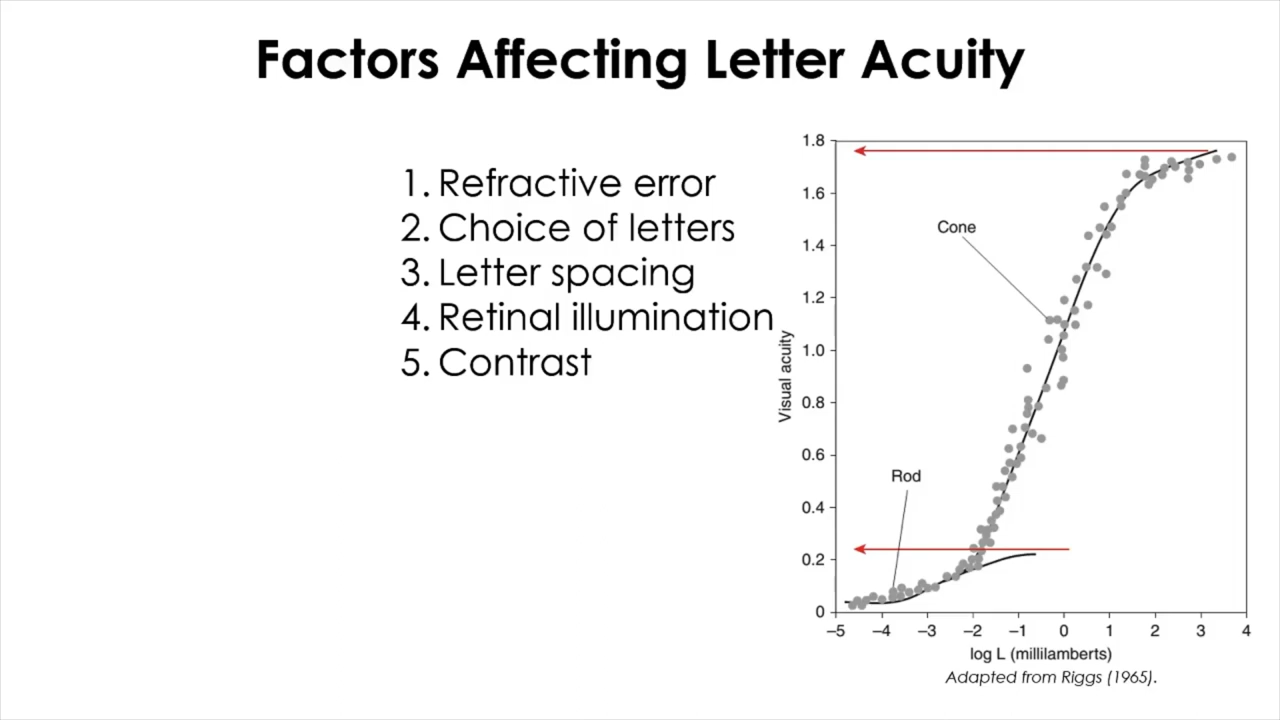 Factors Affecting Letter Acuity
1. Refractive error
2. Choice of letters
3. Letter spacing
4. Retinal illumination
5. Contrast
Visual acuity
1.8
1.6
1.4
1.2
1.0
0.8
0.6
0.4
0.2
0
Cone
Rod
–5 –4 –3 –2 –1 0 1 2 3 4
log L (millilamberts)
Adapted from Riggs (1965).